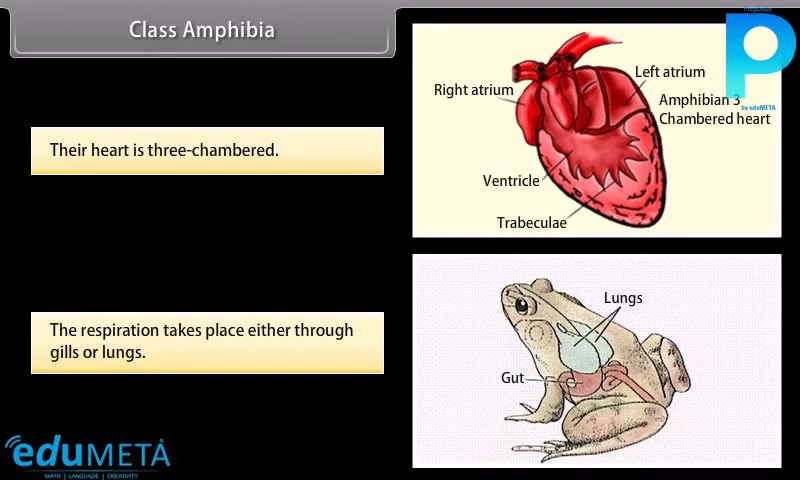 Class Amphibia
Their heart is three-chambered.
The respiration takes place either through
gills or lungs.
Right atrium
Left atrium
Amphibian 3
Chambered heart
Ventricle
Trabeculae
Lungs
Gut
P
by eduMETA
eduMETA
MATH | LANGUAGE | CREATIVITY